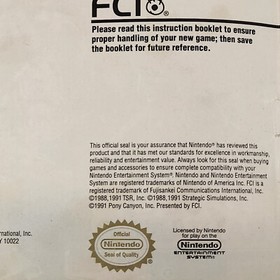 FCI®
Please read this instruction booklet to ensure
proper handling of your new game; then save
the booklet for future reference.
This official seal is your assurance that Nintendo® has reviewed this
product and that it has met our standards for excellence in workmanship,
reliability and entertainment value. Always look for this seal when buying
games and accessories to ensure complete compatibility with your
Nintendo Entertainment System®. Nintendo and Nintendo Entertainment
System are registered trademarks of Nintendo of America Inc. FCI is a
registered trademark of Fujisankei Communications International, Inc.
©1988,1991 TSR, Inc. ©1988,1991 Strategic Simulations, Inc.
©1991 Pony Canyon, Inc. Presented by FCI.
ernational, Inc.
Y 10022
Official
Nintendo
Seal of Quality
Licensed by Nintendo
for play on the
Nintendo
ENTERTAINMENT
SYSTEM®